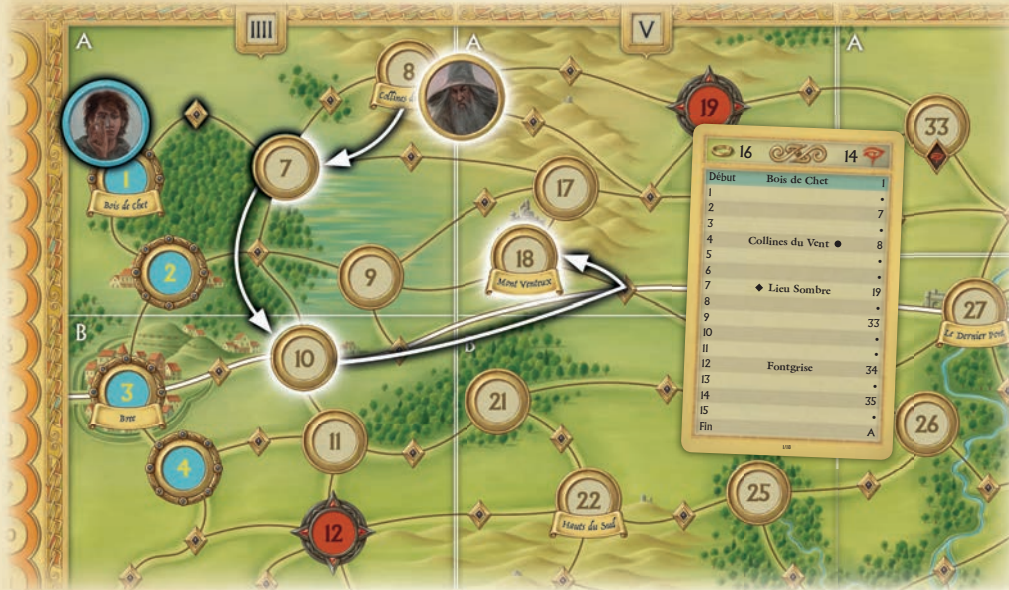 IIII
V
A
A
A
8
Collines d
1
Bois de Chet
7
19
33
17
2
9
18
Mont Venteux
27
Le Dernier Pont
B
3
Bree
10
4
11
21
26
12
22
Hauts du Sud
25
16 14
Début Bois de Chet 1
1 •
2 7
3 •
4 Collines du Vent ● 8
5 •
6 •
7 ◆ Lieu Sombre 19
8 •
9 33
10 •
11 •
12 Fontgrise 34
13 •
14 35
15 •
Fin A